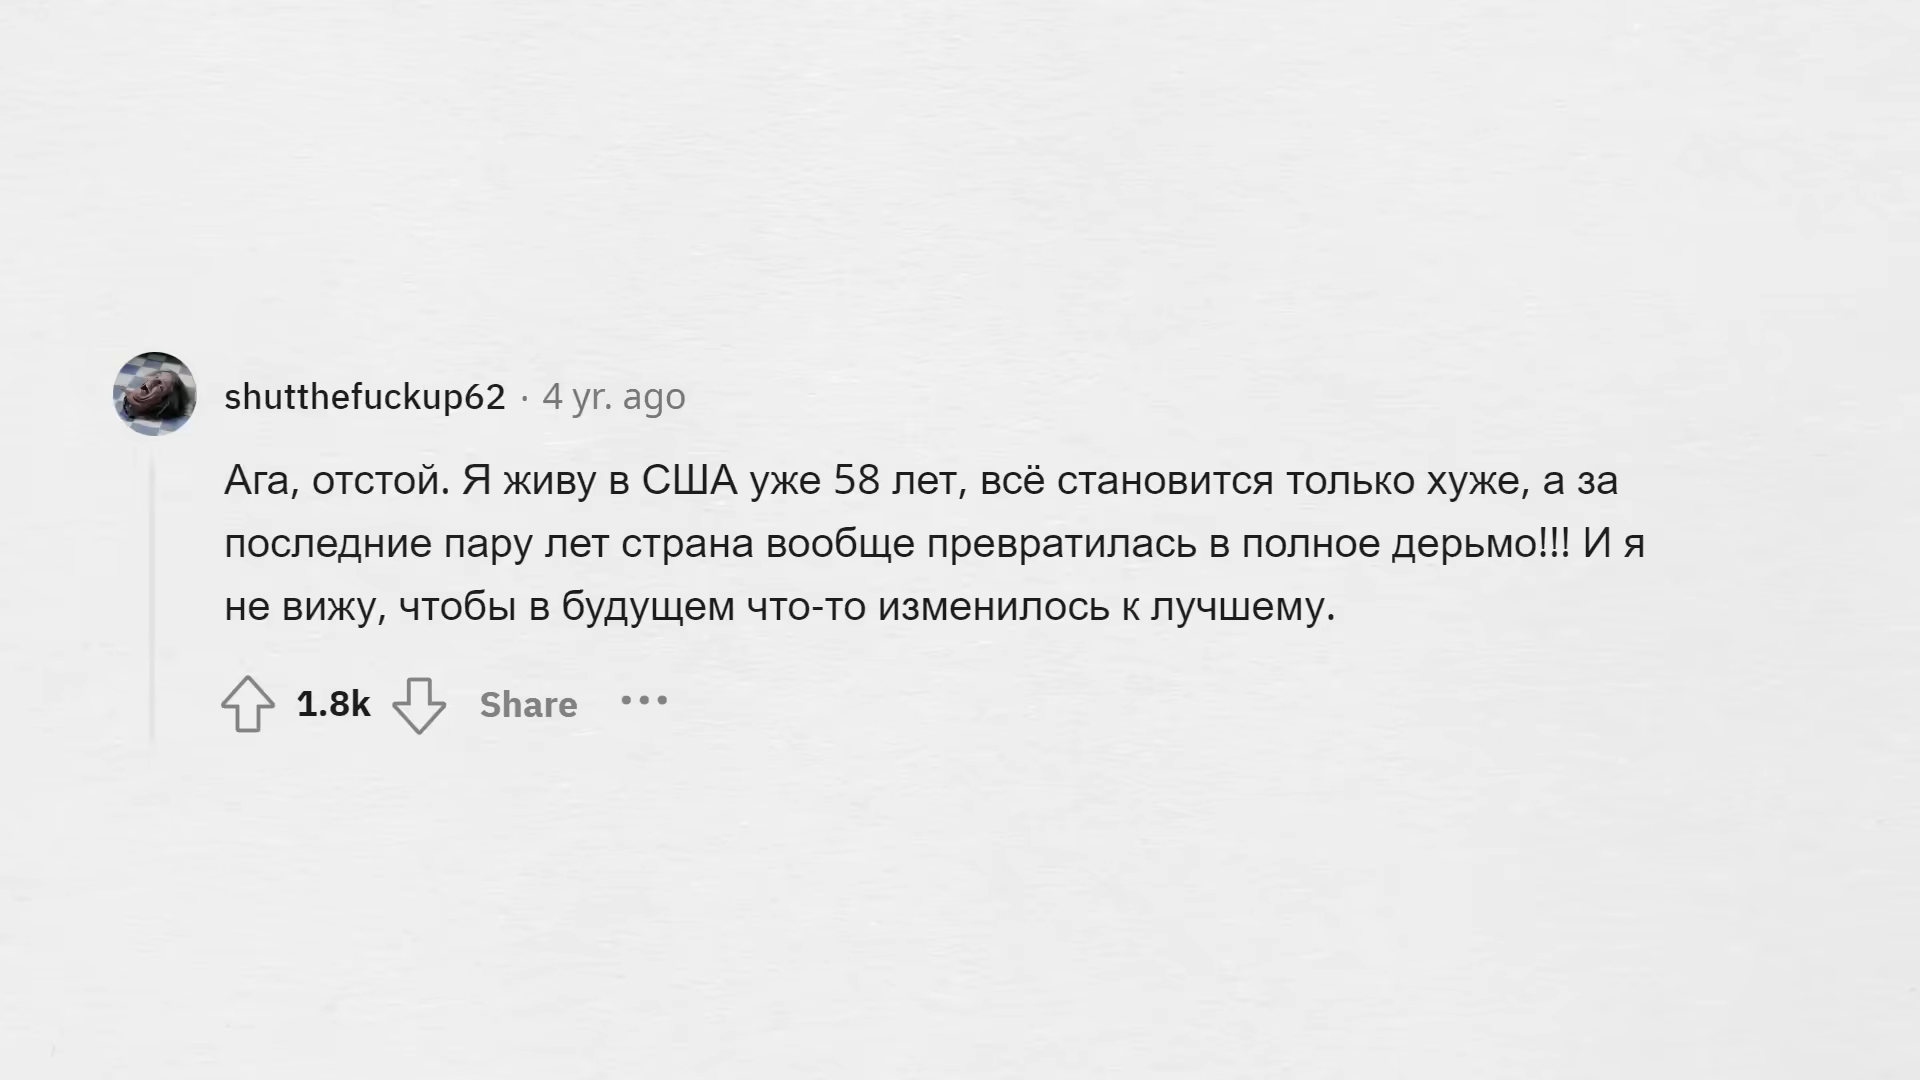 shutthefuckup62 · 4 yr. ago
Ага, отстой. Я живу в США уже 58 лет, всё становится только хуже, а за
последние пару лет страна вообще превратилась в полное дерьмо!!! И я
не вижу, чтобы в будущем что-то изменилось к лучшему.
1.8k Share